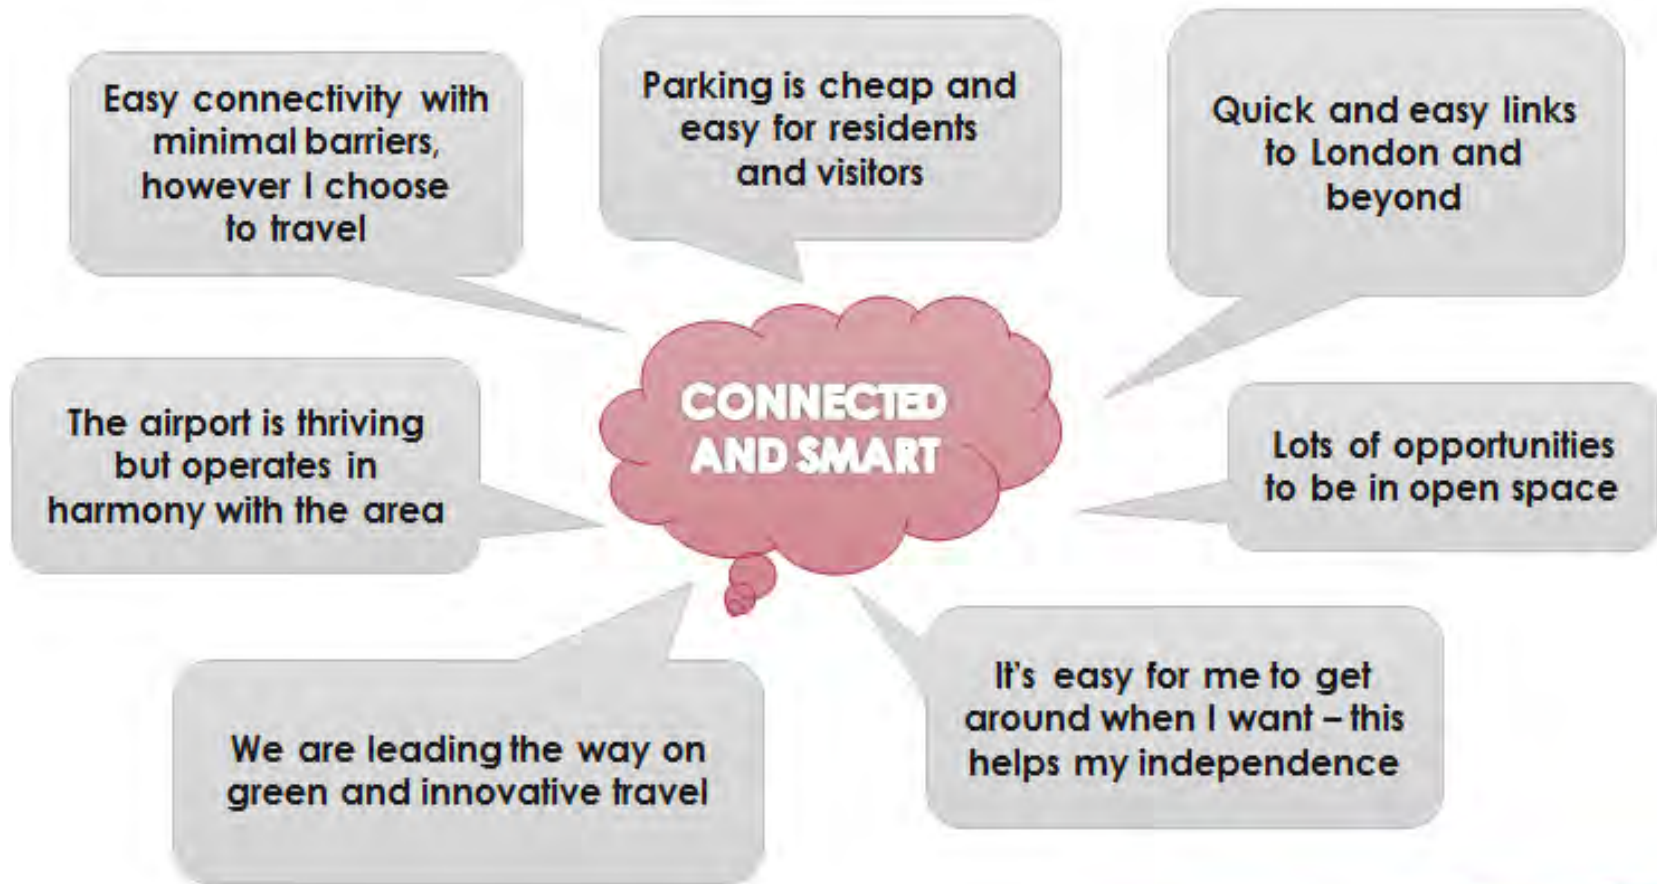 Easy connectivity with
minimal barriers,
however I choose
to travel
Parking is cheap and
easy for residents
and visitors
Quick and easy links
to London and
beyond
The airport is thriving
but operates in
harmony with the area
CONNECTED
AND SMART
Lots of opportunities
to be in open space
We are leading the way on
green and innovative travel
It's easy for me to get
around when I want – this
helps my independence